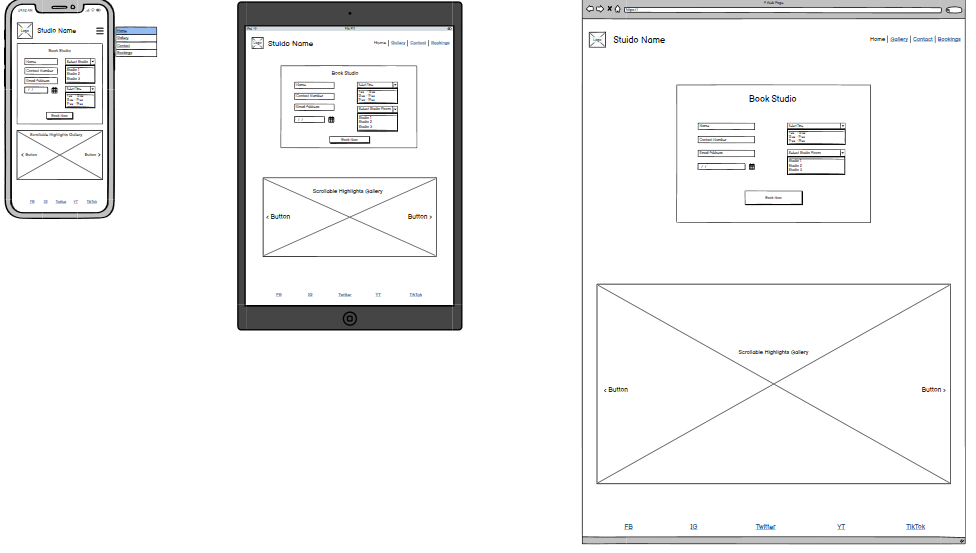 Logo
Studio Name
Home
Gallery
Contact
Bookings
Book Studio
Name
Select Studio
Contact Number
Studio 1
Studio 2
Studio 3
Email Address
/ /
Select Time
Book Now
Scrollable Highlights Gallery
< Button
Button >
FB IG Twitter YT TikTok
Logo
Stuido Name
Home | Gallery | Contact | Bookings
Book Studio
Name
Select Time
Contact Number
Email Address
Select Studio Room
/ /
Studio 1
Studio 2
Studio 3
Book Now
Scrollable Highlights Gallery
< Button
Button >
FB IG Twitter YT TikTok
A Web Page
https://
Logo
Stuido Name
Home | Gallery | Contact | Bookings
Book Studio
Name
Select Time
Contact Number
Email Address
Select Studio Room
/ /
Studio 1
Studio 2
Studio 3
Book Now
Scrollable Highlights Gallery
< Button
Button >
FB IG Twitter YT TikTok